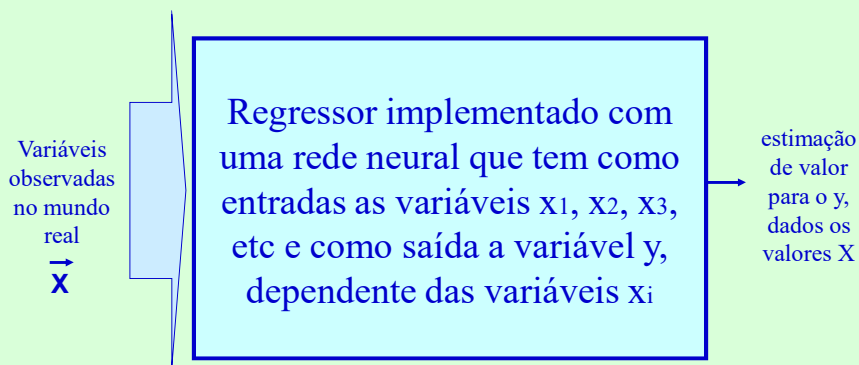 Variáveis
observadas
no mundo
real
X
Regressor implementado com
uma rede neural que tem como
entradas as variáveis x1, x2, x3,
etc e como saída a variável y,
dependente das variáveis xi
estimação
de valor
para o y,
dados os
valores X